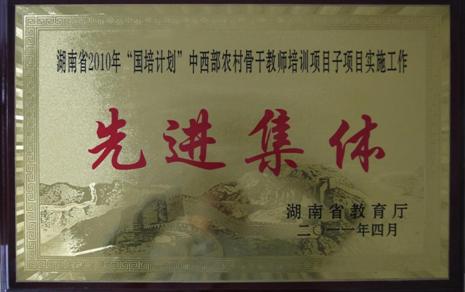 湖南省2010年“国培计划”中西部农村骨干教师培训项目子项目实施工作
先进集体
湖南省教育厅
二〇一一年四月